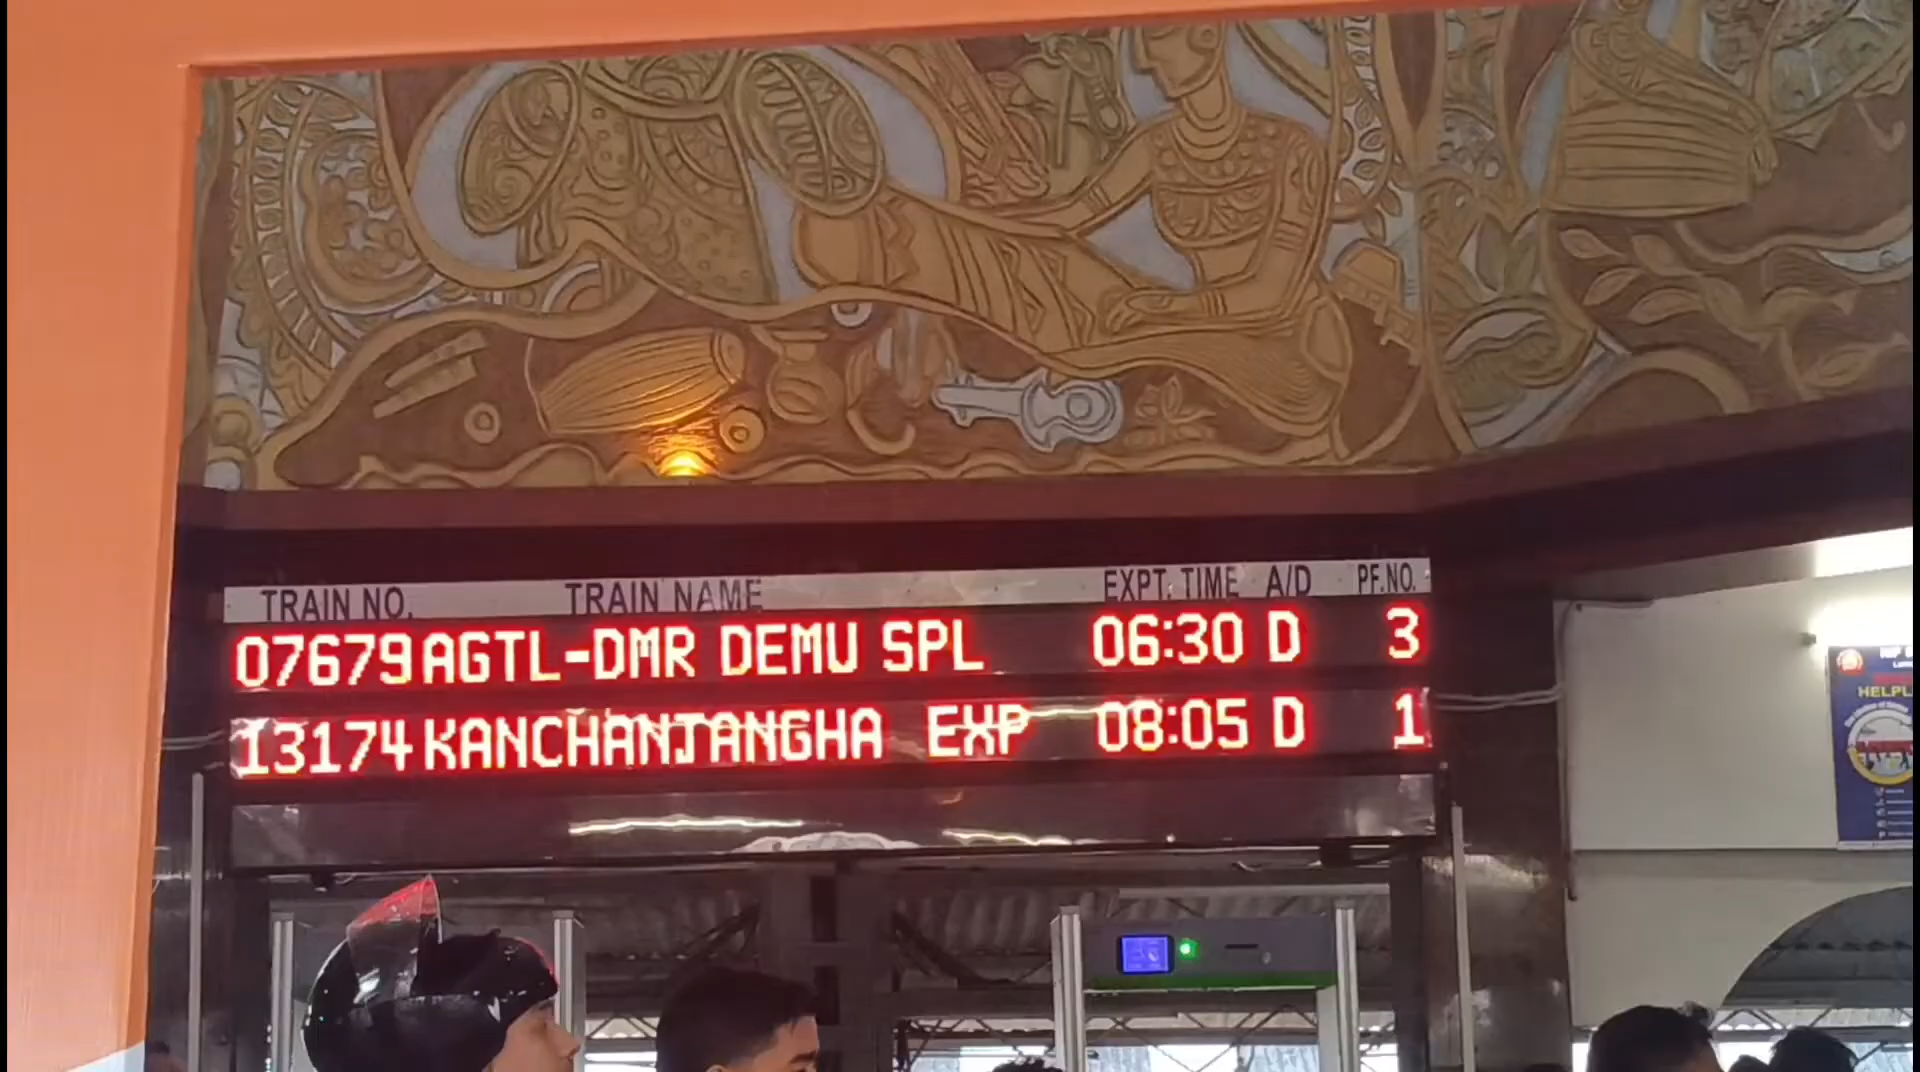 TRAIN NO. TRAIN NAME EXPT. TIME A/D PF.NO.
07679 AGTL-DMR DEMU SPL 06:30 D 3
13174 KANCHANJANGHA EXP 08:05 D 1